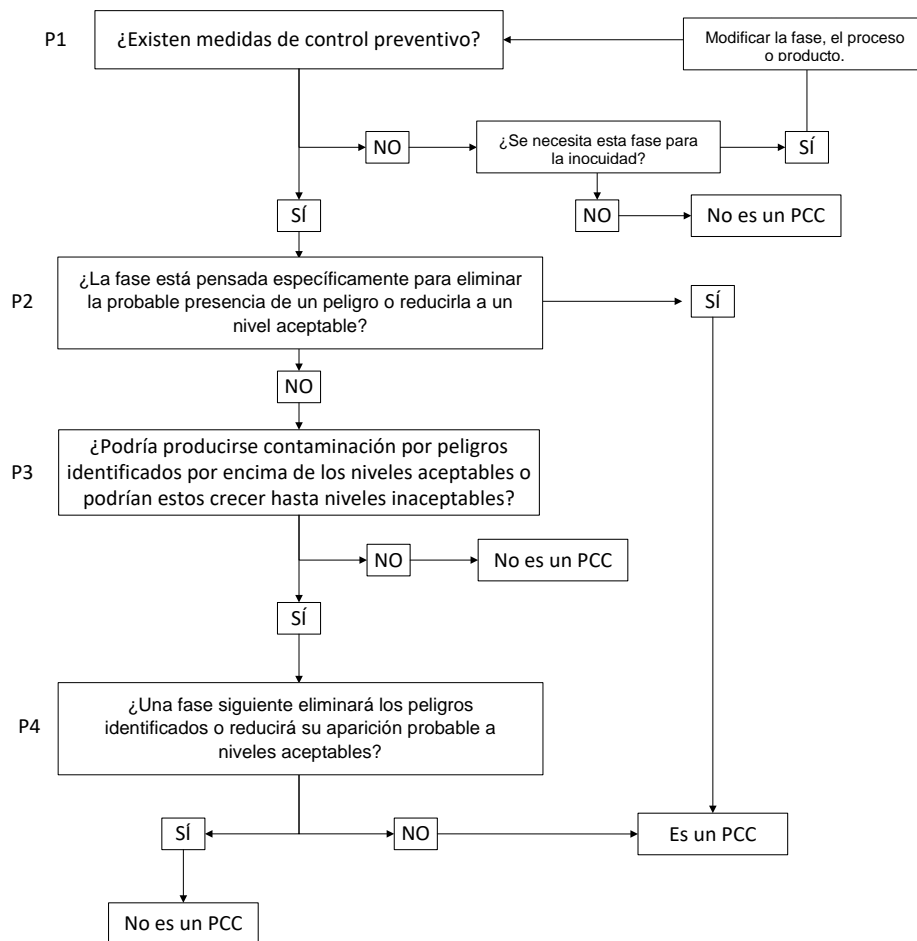 P1
¿Existen medidas de control preventivo?
Modificar la fase, el proceso
o producto.
NO
¿Se necesita esta fase para
la inocuidad?
SÍ
SÍ
NO
No es un PCC
P2
¿La fase está pensada específicamente para eliminar
la probable presencia de un peligro o reducirla a un
nivel aceptable?
SÍ
NO
P3
¿Podría producirse contaminación por peligros
identificados por encima de los niveles aceptables o
podrían estos crecer hasta niveles inaceptables?
NO
No es un PCC
SÍ
P4
¿Una fase siguiente eliminará los peligros
identificados o reducirá su aparición probable a
niveles aceptables?
SÍ
NO
Es un PCC
No es un PCC